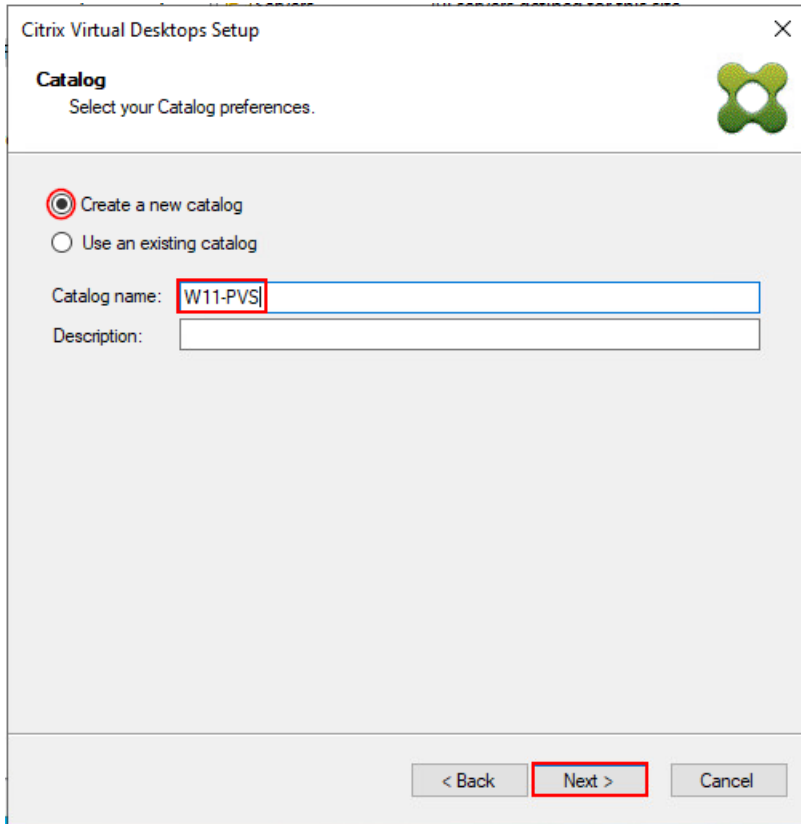 Citrix Virtual Desktops Setup
Catalog
Select your Catalog preferences.
Create a new catalog
Use an existing catalog
Catalog name: W11-PVS
Description:
< Back Next > Cancel